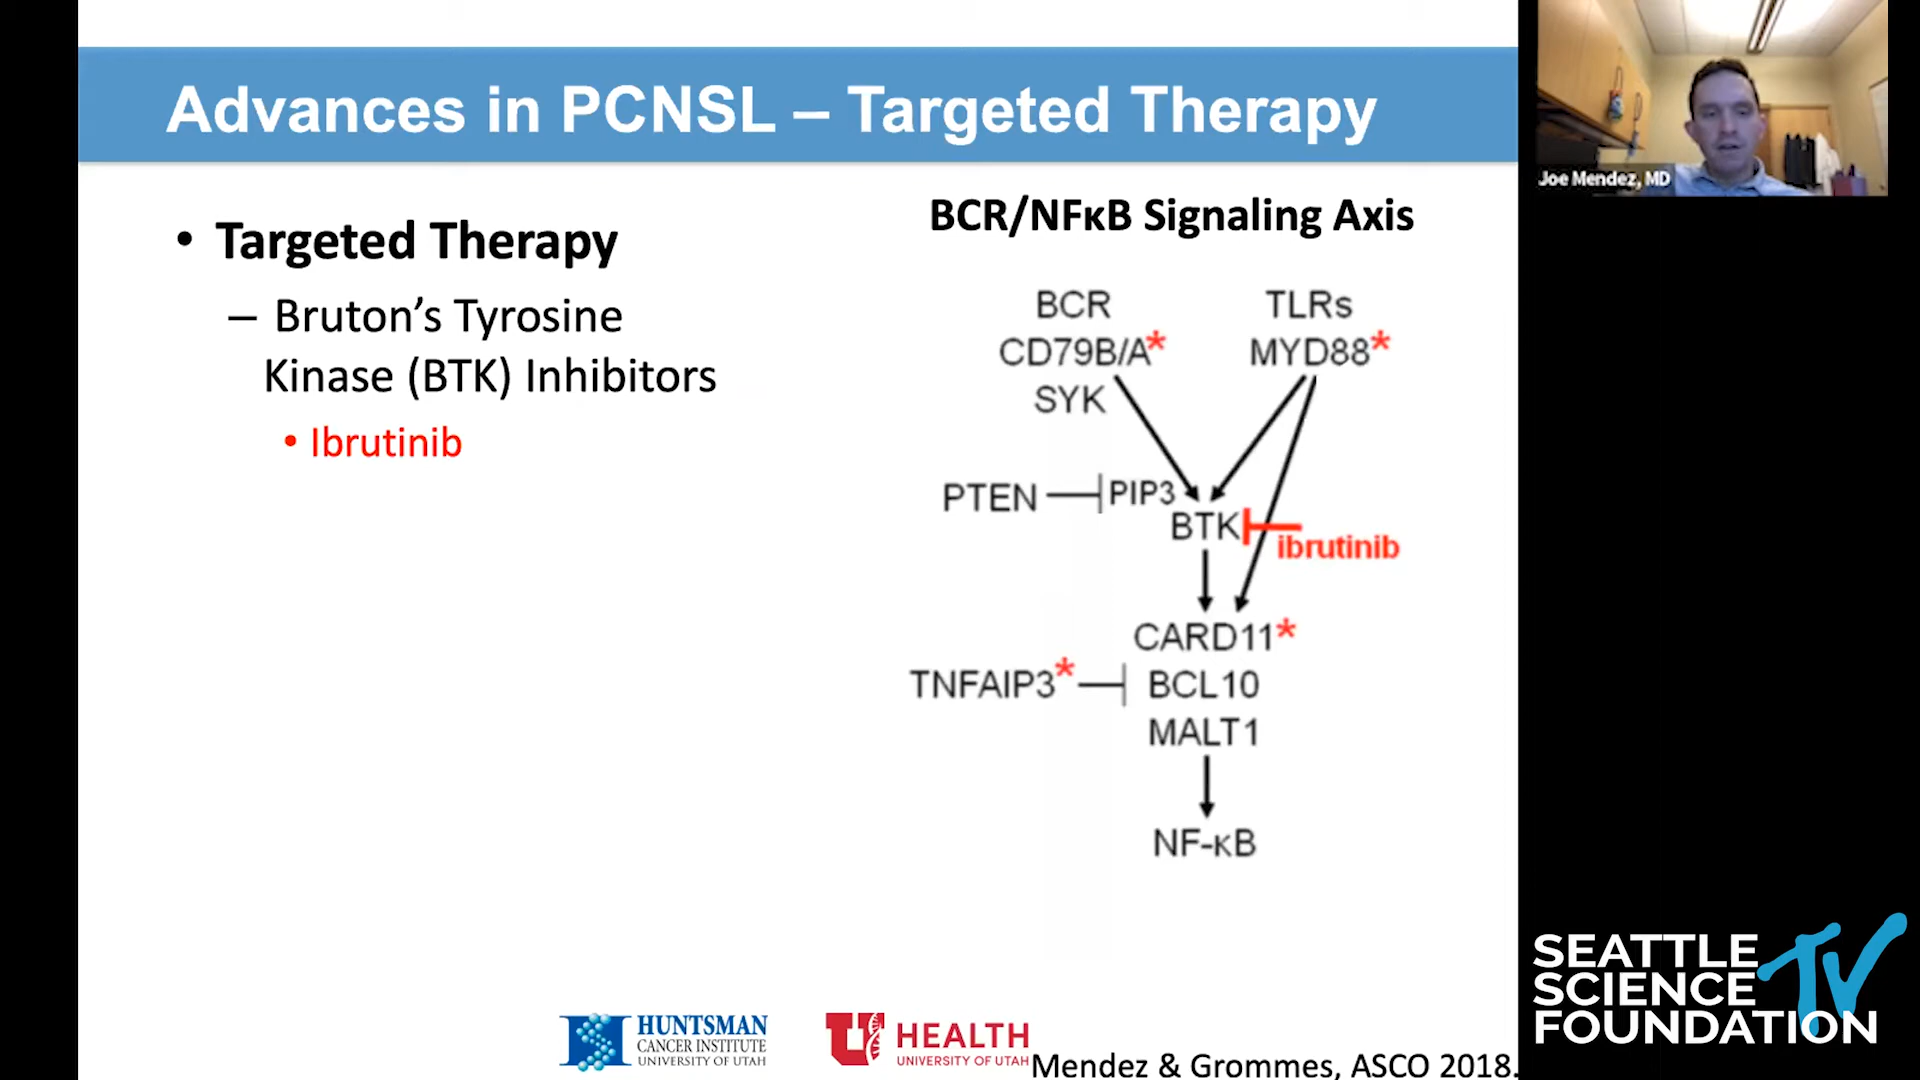 Advances in PCNSL – Targeted Therapy
Joe Mendez, MD
• Targeted Therapy
– Bruton’s Tyrosine
Kinase (BTK) Inhibitors
• Ibrutinib
BCR/NFκB Signaling Axis
BCR TLRs
CD79B/A* MYD88*
SYK
PTEN PIP3
BTK
ibrutinib
CARD11*
TNFAIP3* BCL10
MALT1
NF-κB
HUNTSMAN
CANCER INSTITUTE
UNIVERSITY OF UTAH
U HEALTH
UNIVERSITY OF UTAH
Mendez & Grommes, ASCO 2018.
SEATTLE
SCIENCE
FOUNDATION
TV